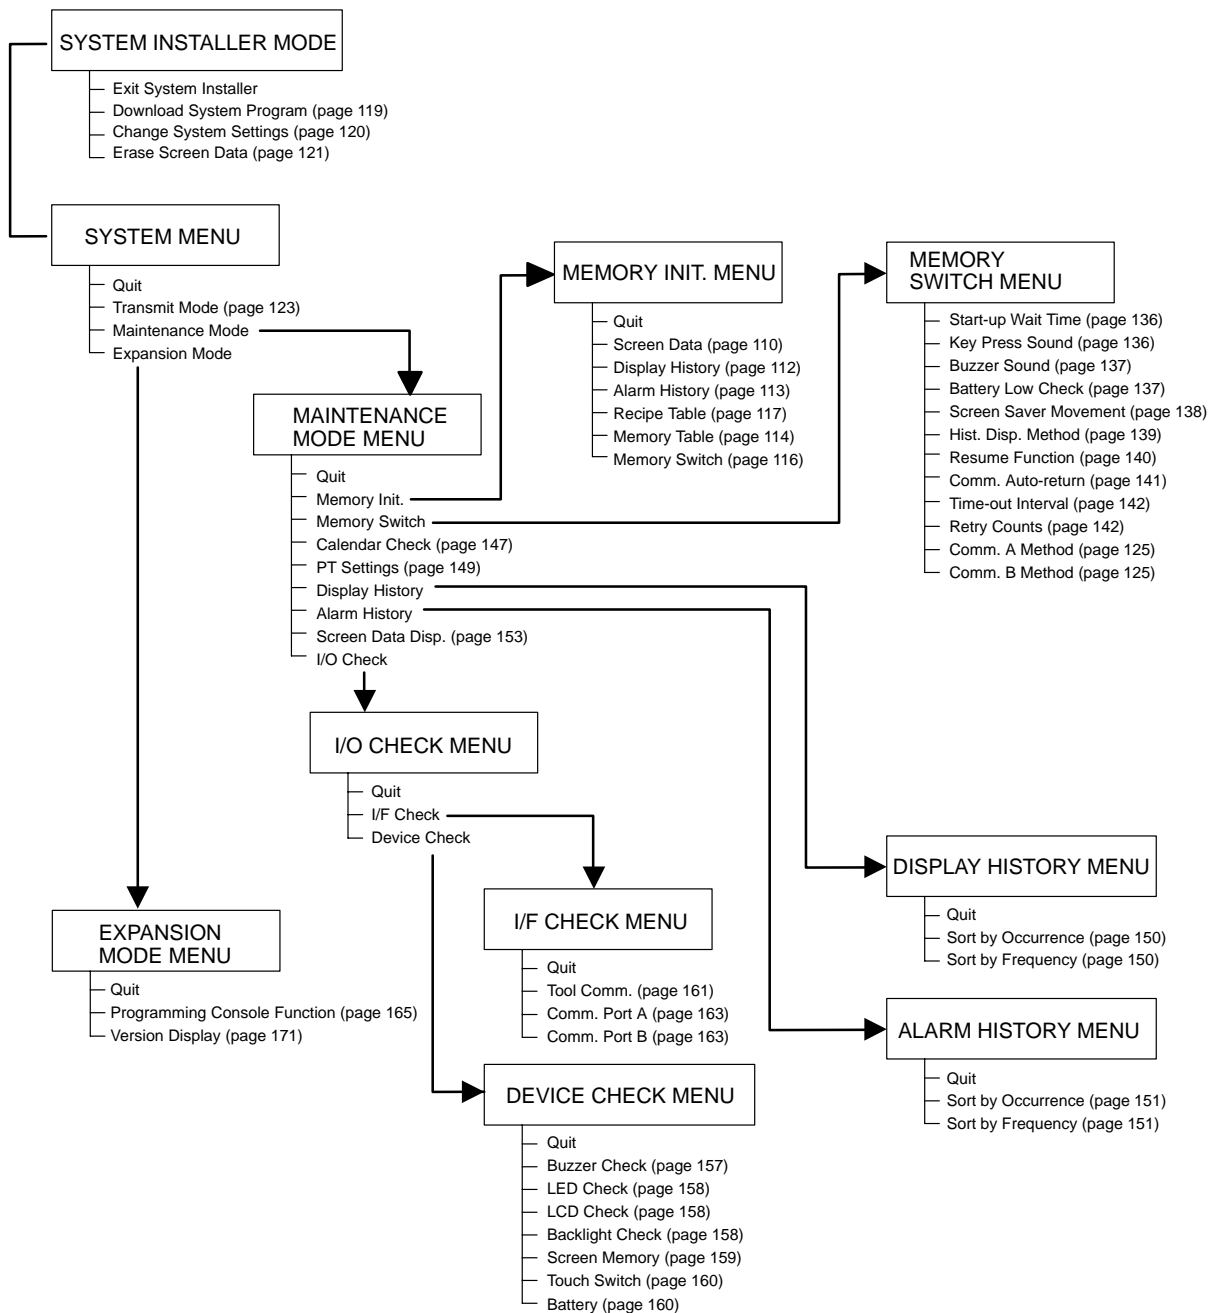 SYSTEM INSTALLER MODE
Exit System Installer
Download System Program (page 119)
Change System Settings (page 120)
Erase Screen Data (page 121)
SYSTEM MENU
Quit
Transmit Mode (page 123)
Maintenance Mode
Expansion Mode
MEMORY INIT. MENU
Quit
Screen Data (page 110)
Display History (page 112)
Alarm History (page 113)
Recipe Table (page 117)
Memory Table (page 114)
Memory Switch (page 116)
MEMORY
SWITCH MENU
Start-up Wait Time (page 136)
Key Press Sound (page 136)
Buzzer Sound (page 137)
Battery Low Check (page 137)
Screen Saver Movement (page 138)
Hist. Disp. Method (page 139)
Resume Function (page 140)
Comm. Auto-return (page 141)
Time-out Interval (page 142)
Retry Counts (page 142)
Comm. A Method (page 125)
Comm. B Method (page 125)
MAINTENANCE
MODE MENU
Quit
Memory Init.
Memory Switch
Calendar Check (page 147)
PT Settings (page 149)
Display History
Alarm History
Screen Data Disp. (page 153)
I/O Check
I/O CHECK MENU
Quit
I/F Check
Device Check
DISPLAY HISTORY MENU
Quit
Sort by Occurrence (page 150)
Sort by Frequency (page 150)
EXPANSION
MODE MENU
Quit
Programming Console Function (page 165)
Version Display (page 171)
I/F CHECK MENU
Quit
Tool Comm. (page 161)
Comm. Port A (page 163)
Comm. Port B (page 163)
ALARM HISTORY MENU
Quit
Sort by Occurrence (page 151)
Sort by Frequency (page 151)
DEVICE CHECK MENU
Quit
Buzzer Check (page 157)
LED Check (page 158)
LCD Check (page 158)
Backlight Check (page 158)
Screen Memory (page 159)
Touch Switch (page 160)
Battery (page 160)